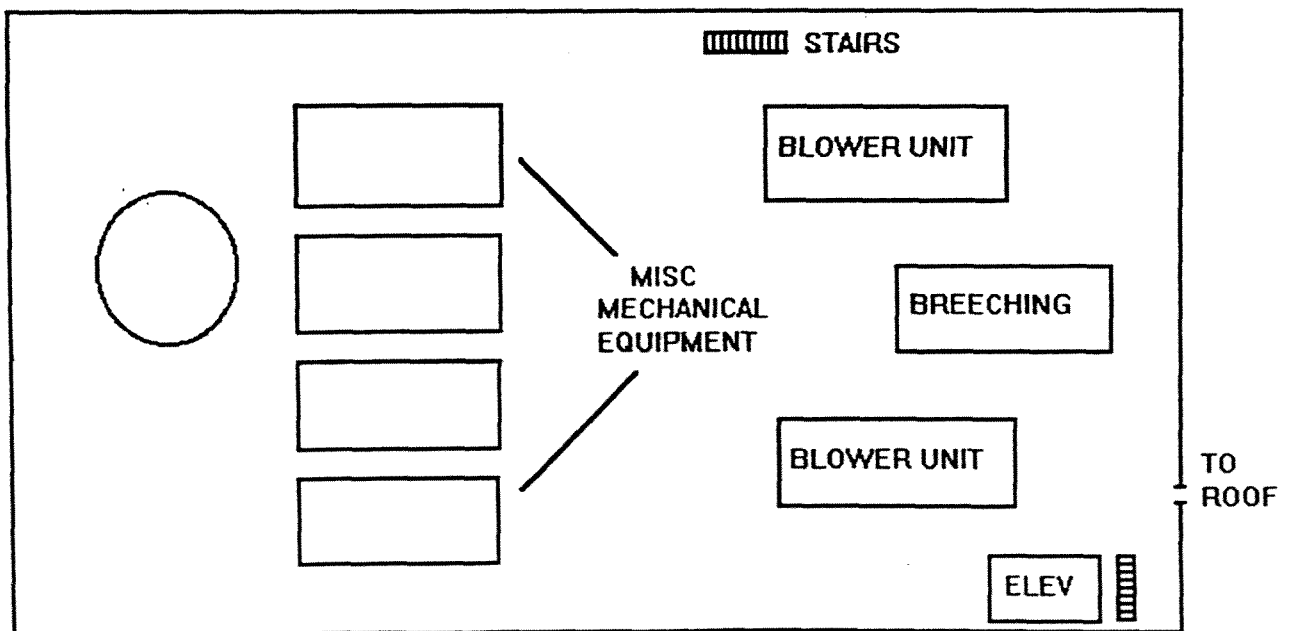 STAIRS
BLOWER UNIT
MISC
MECHANICAL
EQUIPMENT
BREECHING
BLOWER UNIT
TO
ROOF
ELEV